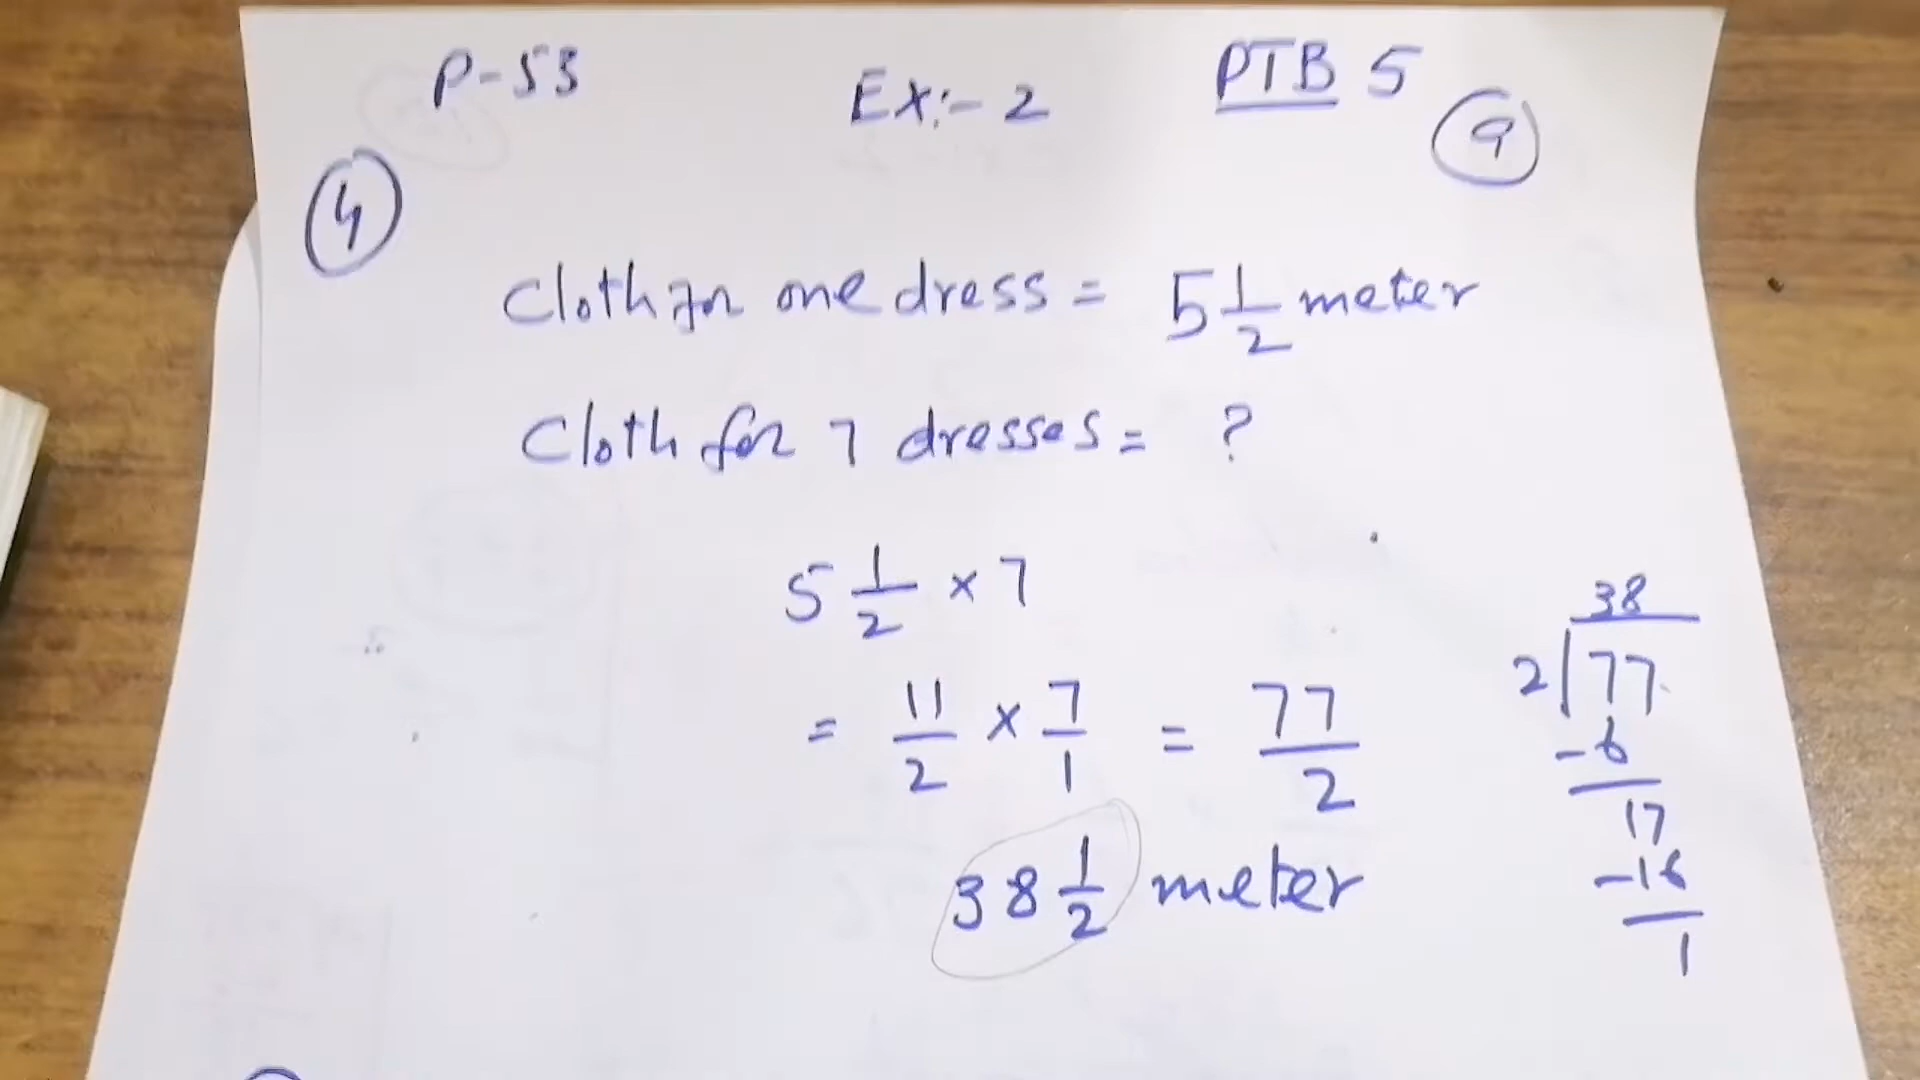 P-53 Ex:- 2 PTB 5
9
4
Cloth for one dress = 5 1/2 meter
Cloth for 7 dresses = ?
5 1/2 × 7
= 11/2 × 7/1 = 77/2
38 1/2 meter
38
2 77
-6
17
-16
1